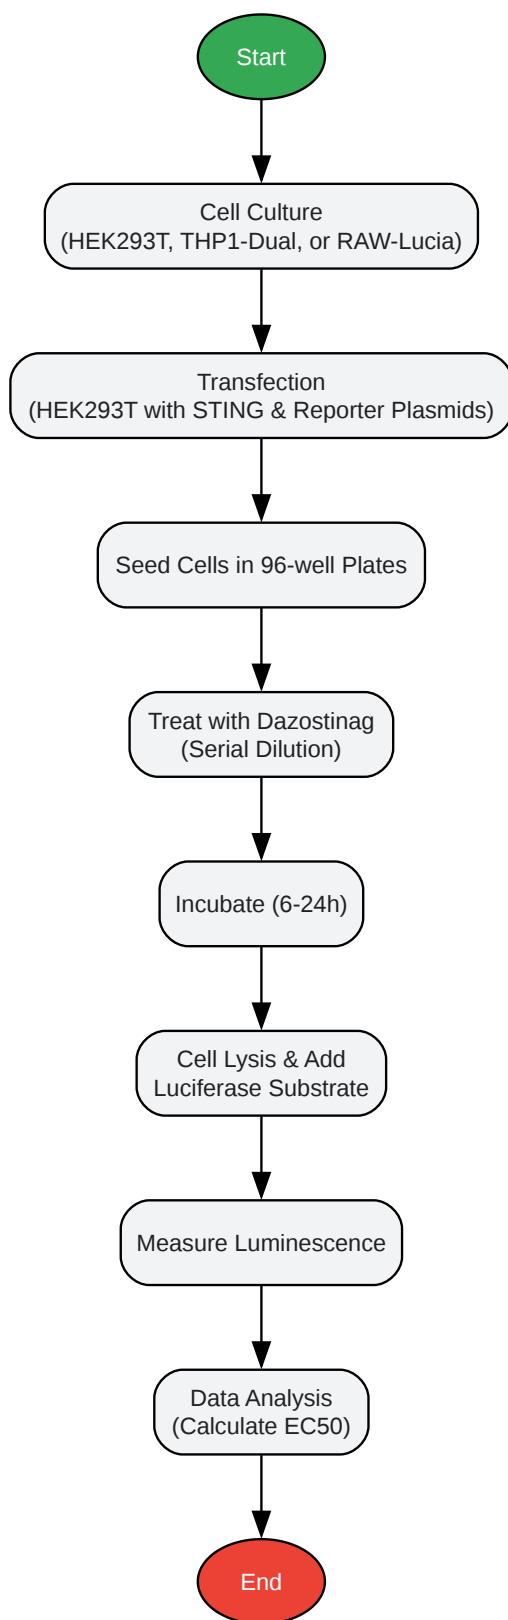 Start
Cell Culture
(HEK293T, THP1-Dual, or RAW-Lucia)
Transfection
(HEK293T with STING & Reporter Plasmids)
Seed Cells in 96-well Plates
Treat with Dazostinag
(Serial Dilution)
Incubate (6-24h)
Cell Lysis & Add
Luciferase Substrate
Measure Luminescence
Data Analysis
(Calculate EC50)
End